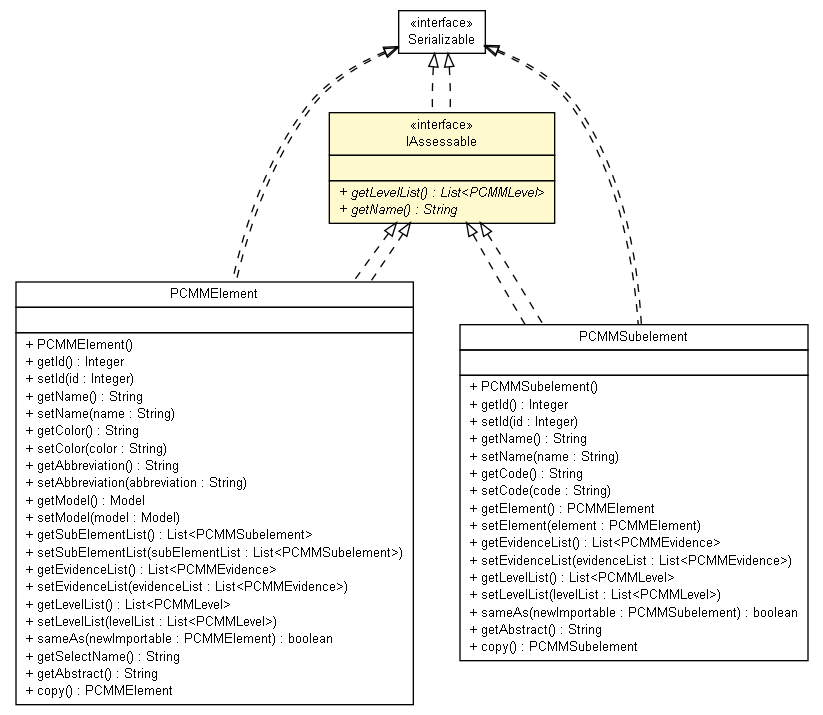 «interface»
Serializable
«interface»
IAssessable
+ getLevelList() : List<PCMMLevel>
+ getName() : String
PCMMElement
+ PCMMElement()
+ getId() : Integer
+ setId(id : Integer)
+ getName() : String
+ setName(name : String)
+ getColor() : String
+ setColor(color : String)
+ getAbbreviation() : String
+ setAbbreviation(abbreviation : String)
+ getModel() : Model
+ setModel(model : Model)
+ getSubElementList() : List<PCMMSubelement>
+ setSubElementList(subElementList : List<PCMMSubelement>)
+ getEvidenceList() : List<PCMMEvidence>
+ setEvidenceList(evidenceList : List<PCMMEvidence>)
+ getLevelList() : List<PCMMLevel>
+ setLevelList(levelList : List<PCMMLevel>)
+ sameAs(newImportable : PCMMElement) : boolean
+ getSelectName() : String
+ getAbstract() : String
+ copy() : PCMMElement
PCMMSubelement
+ PCMMSubelement()
+ getId() : Integer
+ setId(id : Integer)
+ getName() : String
+ setName(name : String)
+ getCode() : String
+ setCode(code : String)
+ getElement() : PCMMElement
+ setElement(element : PCMMElement)
+ getEvidenceList() : List<PCMMEvidence>
+ setEvidenceList(evidenceList : List<PCMMEvidence>)
+ getLevelList() : List<PCMMLevel>
+ setLevelList(levelList : List<PCMMLevel>)
+ sameAs(newImportable : PCMMSubelement) : boolean
+ getAbstract() : String
+ copy() : PCMMSubelement